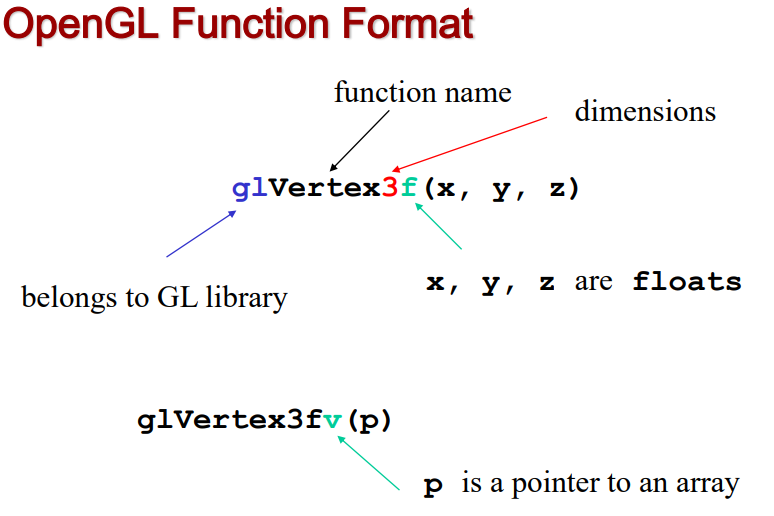 OpenGL Function Format
function name
dimensions
glVertex3f(x, y, z)
belongs to GL library
x, y, z are floats
glVertex3fv(p)
p is a pointer to an array